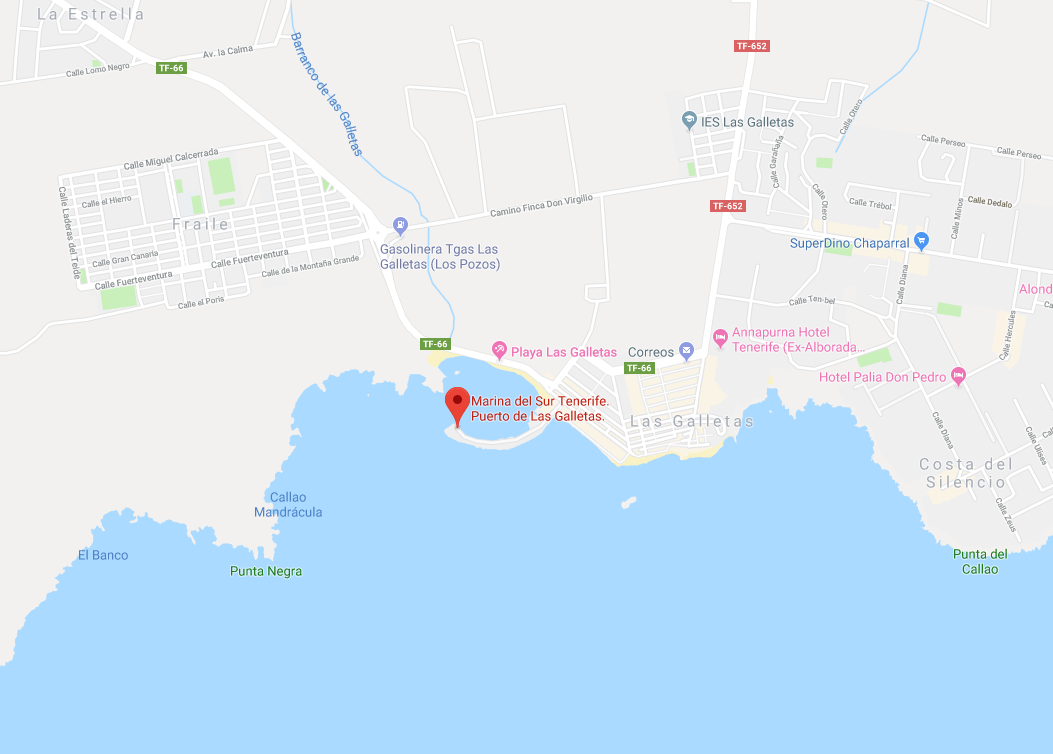 La Estrella
Av. la Calma
Calle Lomo Negro
TF-66
Barranco de las Galletas
TF-652
IES Las Galletas
Calle Otero
Calle Garañaña
Calle Perseo
Calle Perseo
Calle Miguel Calcerrada
Calle el Hierro
Calle Laderas del Teide
Fraile
Camino Finca Don Virgilio
TF-652
Calle Otero
Calle Trébol
Calle Minos
Calle Dedalo
Calle Gran Canaria
Calle Fuerteventura
Calle Fuerteventura
Calle de la Montaña Grande
Calle el Poris
Gasolinera Tgas Las
Galletas (Los Pozos)
SuperDino Chaparral
Calle Diana
Calle Ten-bel
Alond
Ca
Calle Hercules
TF-66
Playa Las Galletas
Correos
TF-66
Annapurna Hotel
Tenerife (Ex-Alborada...
Hotel Palia Don Pedro
Marina del Sur Tenerife.
Puerto de Las Galletas.
Las Galletas
Calle Diana
Calle Ulises
Costa del
Silencio
Calle Zeus
Callao
Mandrácula
El Banco
Punta Negra
Punta del
Callao